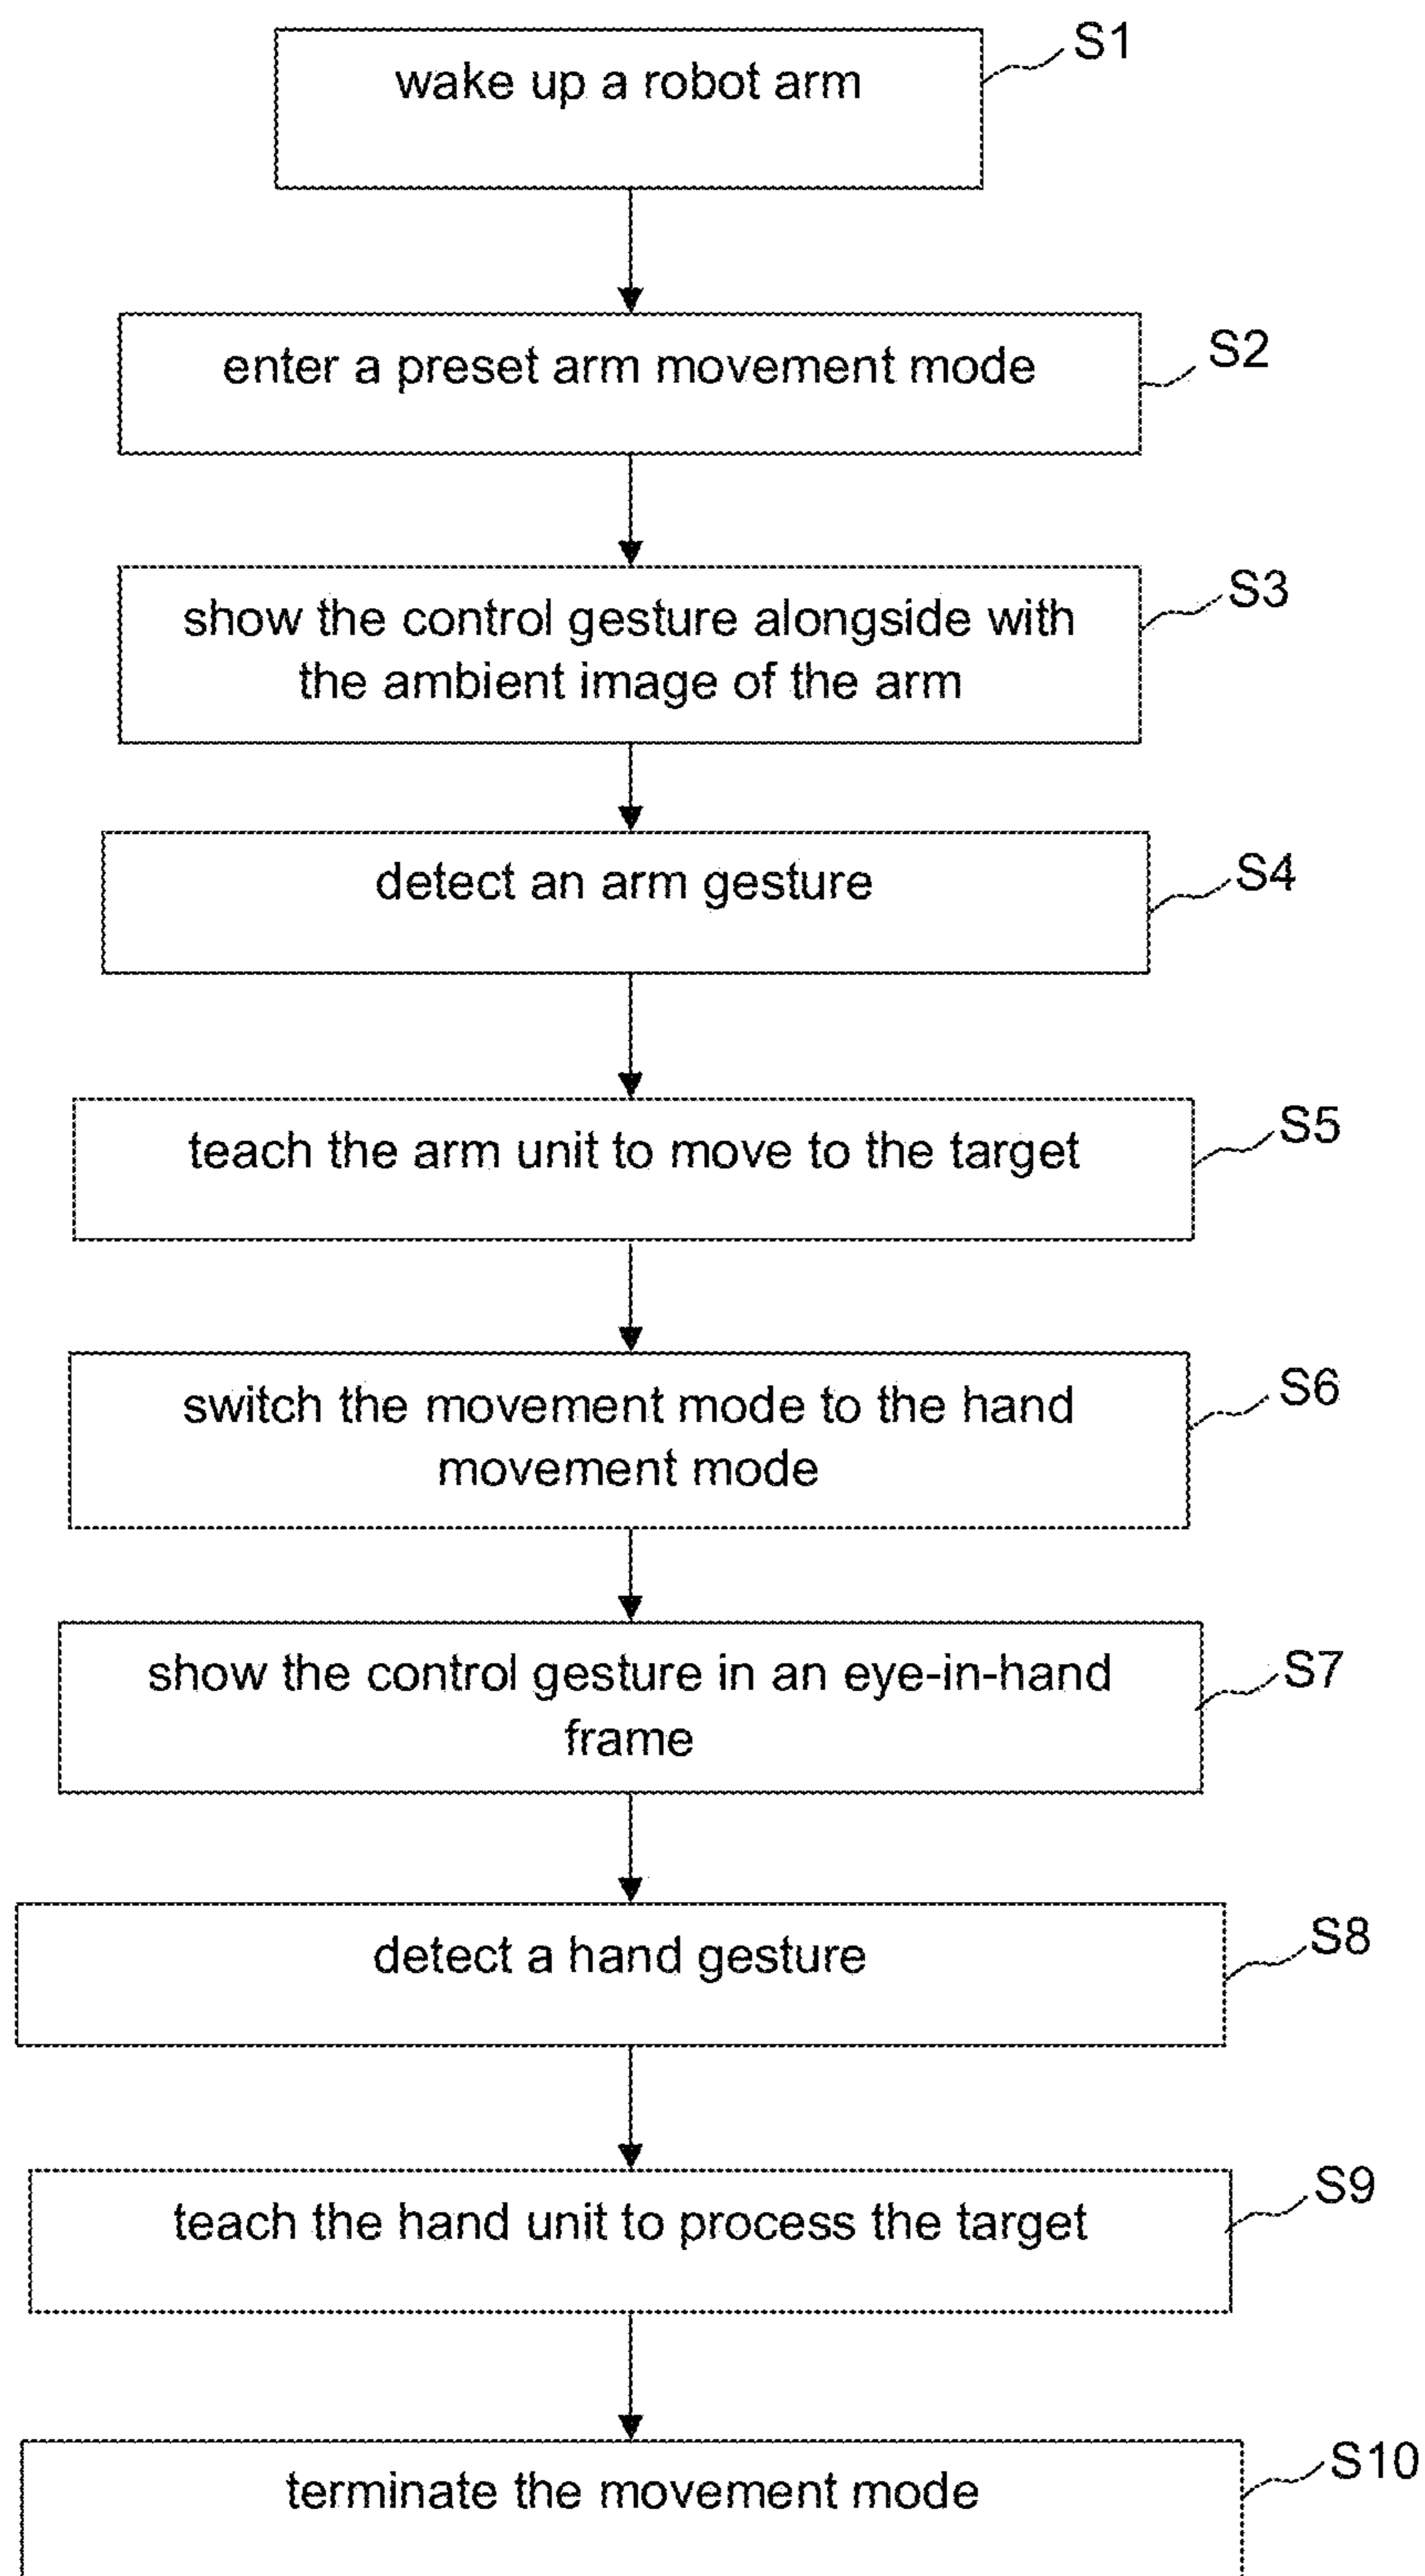 S1
wake up a robot arm
S2
enter a preset arm movement mode
S3
show the control gesture alongside with
the ambient image of the arm
S4
detect an arm gesture
S5
teach the arm unit to move to the target
S6
switch the movement mode to the hand
movement mode
S7
show the control gesture in an eye-in-hand
frame
S8
detect a hand gesture
S9
teach the hand unit to process the target
S10
terminate the movement mode